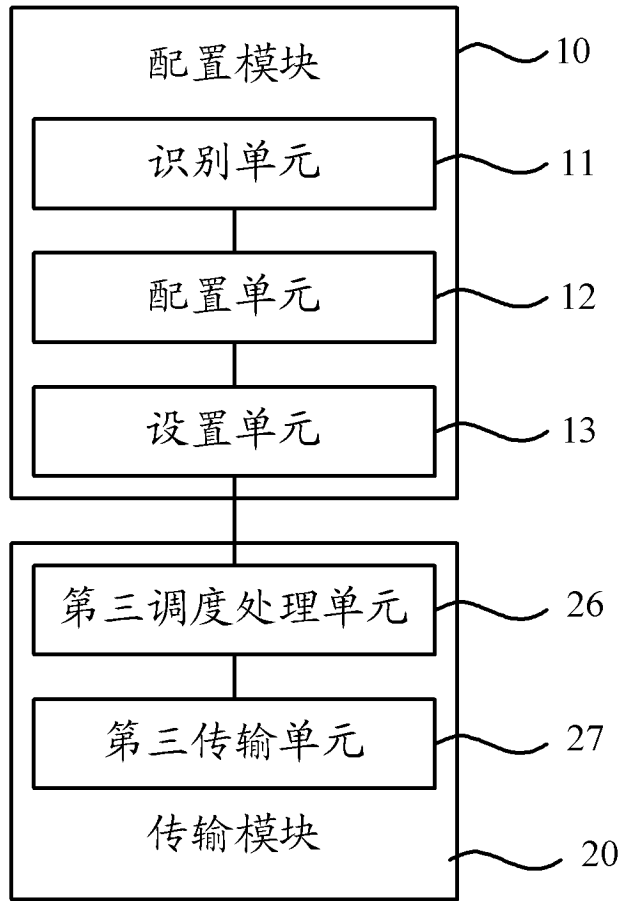 配置模块
10
识别单元
11
配置单元
12
设置单元
13
第三调度处理单元
26
第三传输单元
27
传输模块
20